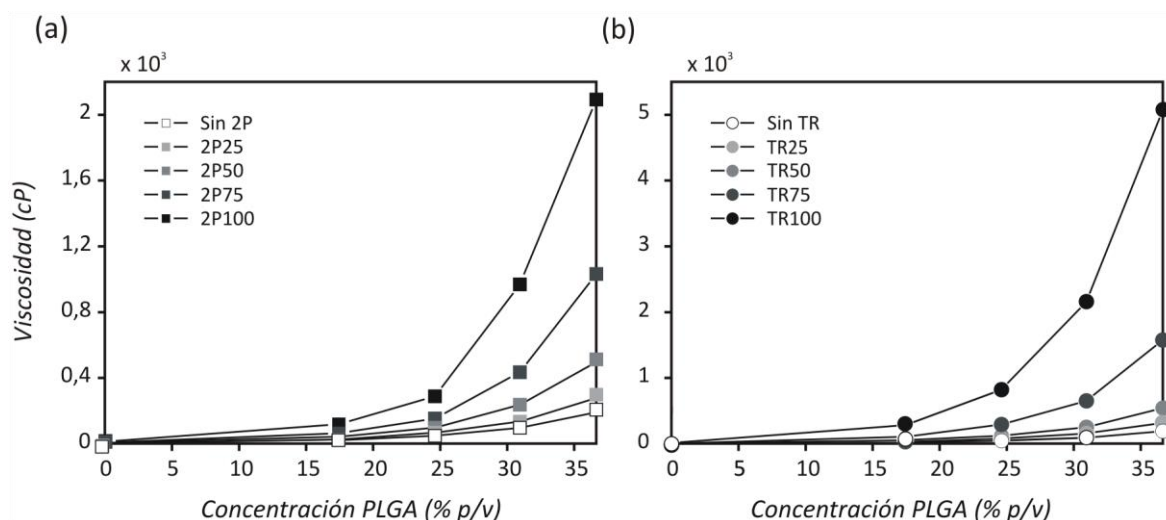 (a)
x 10³
Viscosidad (cP)
2
1,6
1,2
0,8
0,4
0
Sin 2P
2P25
2P50
2P75
2P100
0 5 10 15 20 25 30 35
Concentración PLGA (% p/v)
(b)
x 10³
5
4
3
2
1
0
Sin TR
TR25
TR50
TR75
TR100
0 5 10 15 20 25 30 35
Concentración PLGA (% p/v)